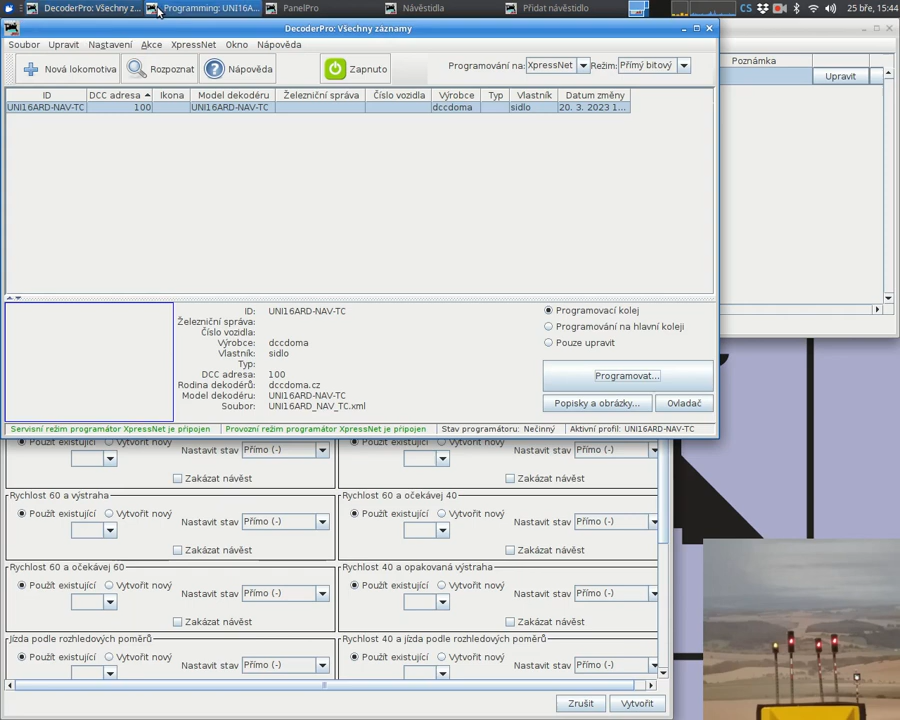 DecoderPro: Všechny z...
Programming: UNI16A...
PanelPro
Návěstidla
Přidat návěstidlo
CS
25 bře, 15:44
DecoderPro: Všechny záznamy
Soubor Upravit Nastavení Akce XpressNet Okno Nápověda
Poznámka
Nová lokomotiva Rozpoznat Nápověda Zapnuto Programování na: XpressNet Režim: Přímý bitový
Upravit
ID DCC adresa Ikona Model dekodéru Železniční správa Číslo vozidla Výrobce Typ Vlastník Datum změny
UNI16ARD-NAV-TC 100 UNI16ARD-NAV-TC dccdoma sidlo 20. 3. 2023 1...
ID: UNI16ARD-NAV-TC
Železniční správa:
Číslo vozidla:
Výrobce: dccdoma
Vlastník: sidlo
Typ:
DCC adresa: 100
Rodina dekodérů: dccdoma.cz
Model dekodéru: UNI16ARD-NAV-TC
Soubor: UNI16ARD_NAV_TC.xml
Programovací kolej
Programování na hlavní koleji
Pouze upravit
Programovat...
Popisky a obrázky... Ovladač
Servisní režim programátor XpressNet je připojen Provozní režim programátor XpressNet je připojen Stav programátoru: Nečinný Aktivní profil: UNI16ARD-NAV-TC
Použít existující Vytvořit nový Nastavit stav Přímo (-) Použít existující Vytvořit nový Nastavit stav Přímo (-)
Zakázat návěst Zakázat návěst
Rychlost 60 a výstraha Rychlost 60 a očekávej 40
Použít existující Vytvořit nový Nastavit stav Přímo (-) Použít existující Vytvořit nový Nastavit stav Přímo (-)
Zakázat návěst Zakázat návěst
Rychlost 60 a očekávej 60 Rychlost 40 a opakovaná výstraha
Použít existující Vytvořit nový Nastavit stav Přímo (-) Použít existující Vytvořit nový Nastavit stav Přímo (-)
Zakázat návěst Zakázat návěst
Jízda podle rozhledových poměrů Rychlost 40 a jízda podle rozhledových poměrů
Použít existující Vytvořit nový Nastavit stav Přímo (-) Použít existující Vytvořit nový Nastavit stav Přímo (-)
Zrušit Vytvořit